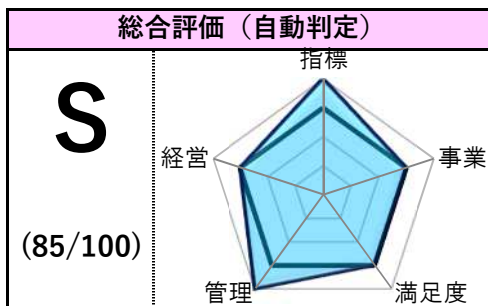 総合評価（自動判定）
S
(85/100)
指標
事業
満足度
管理
経営